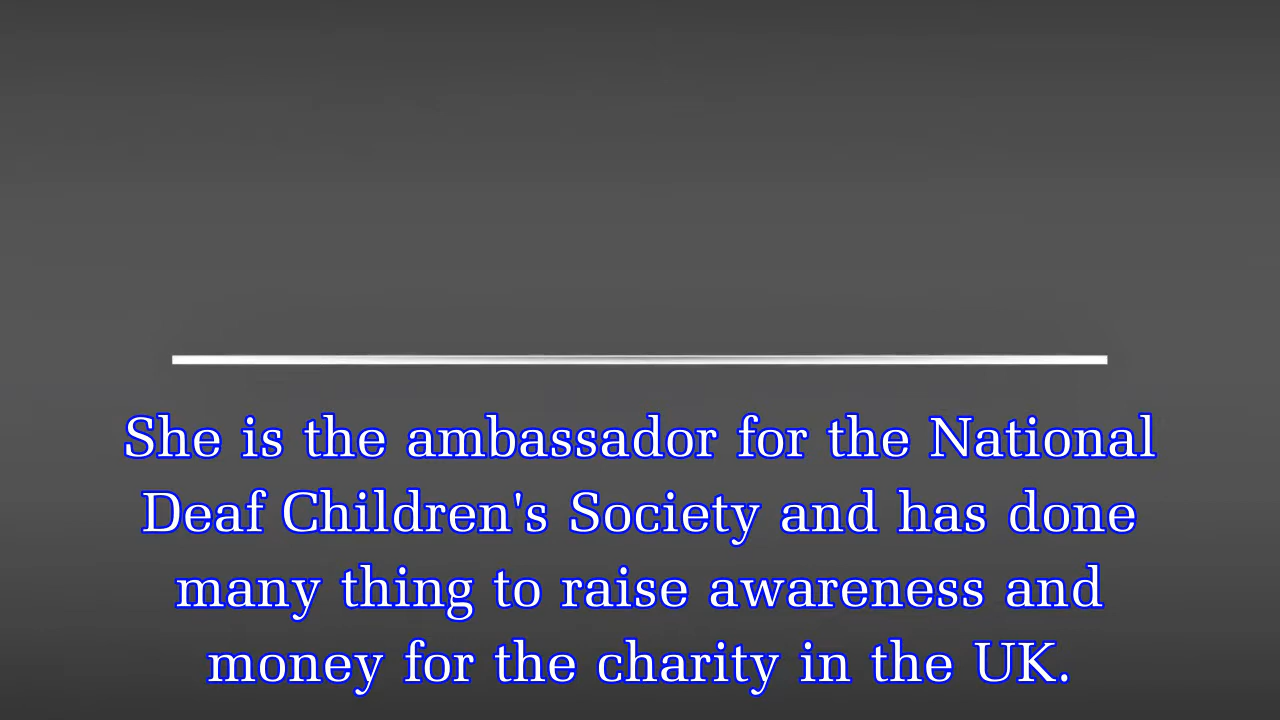 She is the ambassador for the National
Deaf Children's Society and has done
many thing to raise awareness and
money for the charity in the UK.